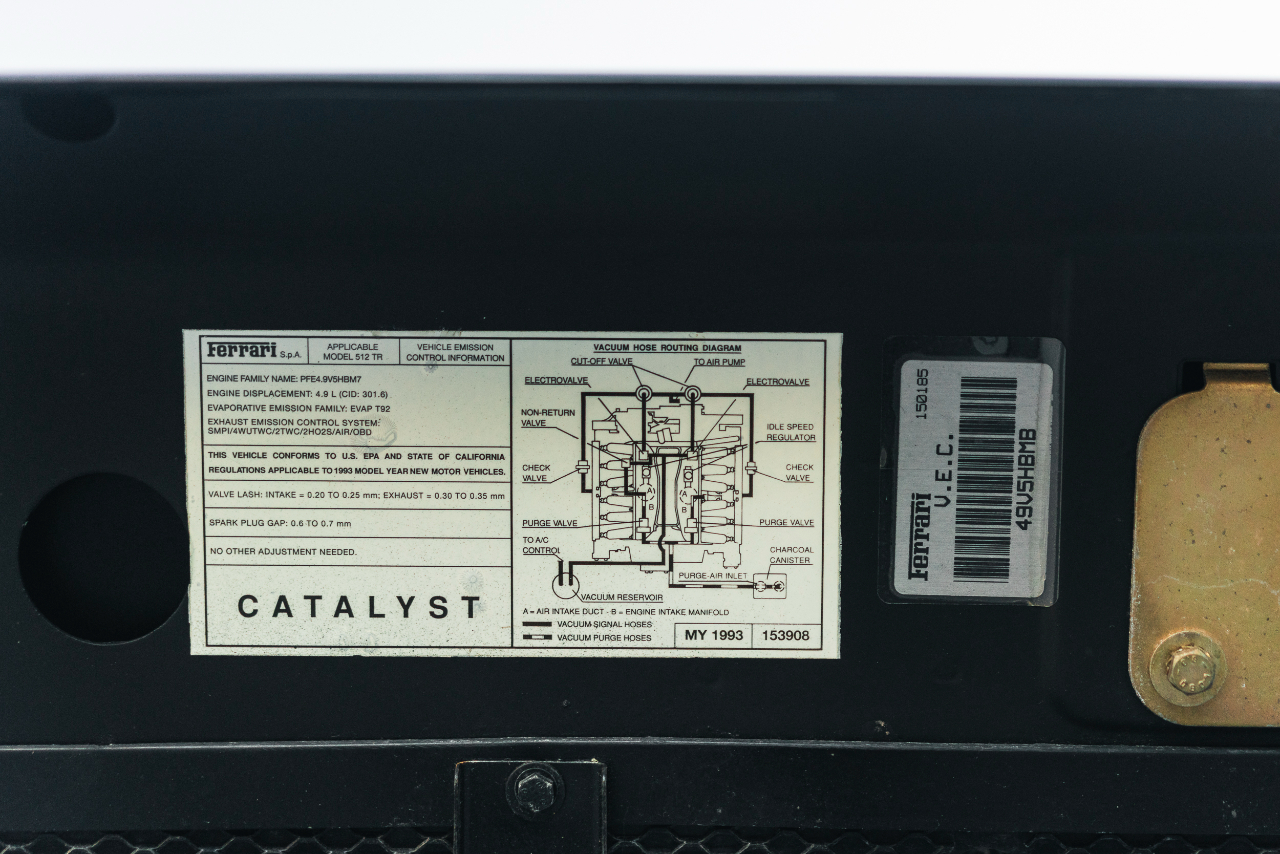 Ferrari S.p.A.
APPLICABLE
MODEL 512 TR
VEHICLE EMISSION
CONTROL INFORMATION
ENGINE FAMILY NAME: PFE4.9V5HBM7
ENGINE DISPLACEMENT: 4.9 L (CID: 301.6)
EVAPORATIVE EMISSION FAMILY: EVAP T92
EXHAUST EMISSION CONTROL SYSTEM:
SMPI/4WUTWC/2TWC/2HO2S/AIR/OBD
THIS VEHICLE CONFORMS TO U.S. EPA AND STATE OF CALIFORNIA
REGULATIONS APPLICABLE TO 1993 MODEL YEAR NEW MOTOR VEHICLES.
VALVE LASH: INTAKE = 0.20 TO 0.25 mm; EXHAUST = 0.30 TO 0.35 mm
SPARK PLUG GAP: 0.6 TO 0.7 mm
NO OTHER ADJUSTMENT NEEDED.
CATALYST
VACUUM HOSE ROUTING DIAGRAM
CUT-OFF VALVE
TO AIR PUMP
ELECTROVALVE
ELECTROVALVE
NON-RETURN
VALVE
IDLE SPEED
REGULATOR
CHECK
VALVE
CHECK
VALVE
A
A
B
B
PURGE VALVE
PURGE VALVE
TO A/C
CONTROL
CHARCOAL
CANISTER
PURGE-AIR INLET
VACUUM RESERVOIR
A = AIR INTAKE DUCT - B = ENGINE INTAKE MANIFOLD
VACUUM SIGNAL HOSES
VACUUM PURGE HOSES
MY 1993
153908
150185
Ferrari
V.E.C.
49V5HBMB